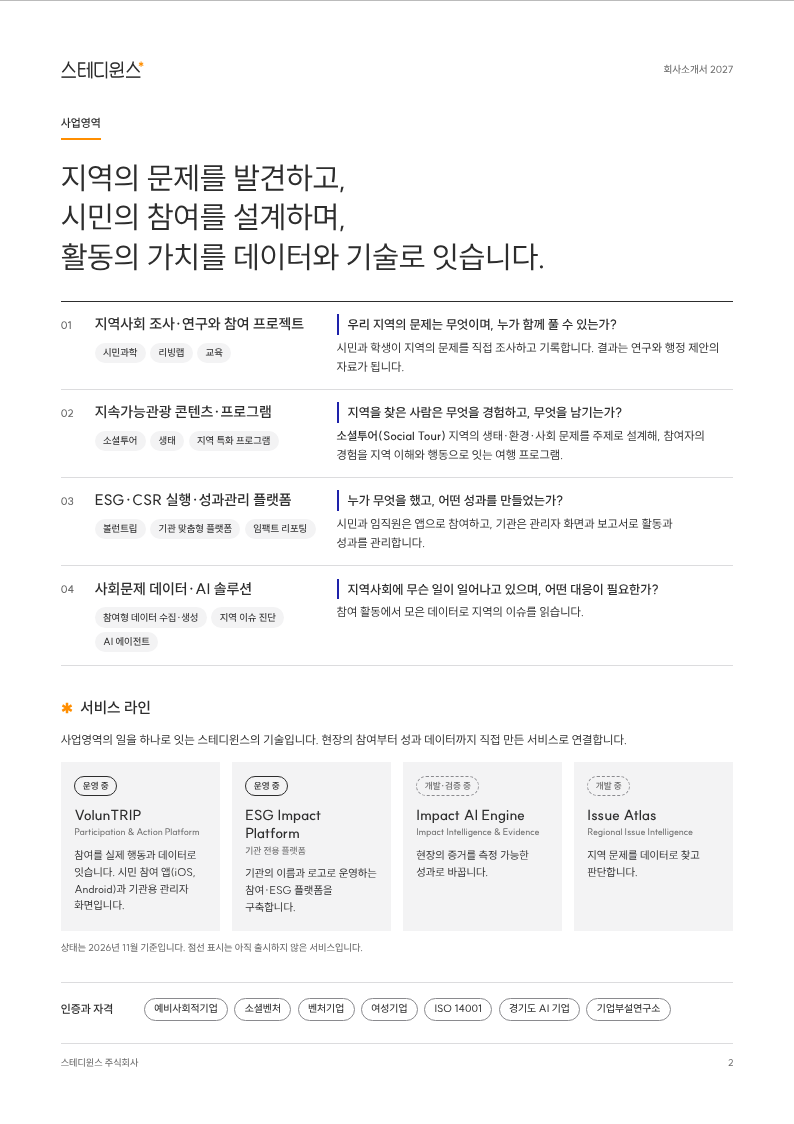 스테디윈스*
회사소개서 2027
사업영역
지역의 문제를 발견하고,
시민의 참여를 설계하며,
활동의 가치를 데이터와 기술로 잇습니다.
01 지역사회 조사·연구와 참여 프로젝트
시민과학 리빙랩 교육
우리 지역의 문제는 무엇이며, 누가 함께 풀 수 있는가?
시민과 학생이 지역의 문제를 직접 조사하고 기록합니다. 결과는 연구와 행정 제안의
자료가 됩니다.
02 지속가능관광 콘텐츠·프로그램
소셜투어 생태 지역 특화 프로그램
지역을 찾은 사람은 무엇을 경험하고, 무엇을 남기는가?
소셜투어(Social Tour) 지역의 생태·환경·사회 문제를 주제로 설계해, 참여자의
경험을 지역 이해와 행동으로 잇는 여행 프로그램.
03 ESG·CSR 실행·성과관리 플랫폼
볼런트립 기관 맞춤형 플랫폼 임팩트 리포팅
누가 무엇을 했고, 어떤 성과를 만들었는가?
시민과 임직원은 앱으로 참여하고, 기관은 관리자 화면과 보고서로 활동과
성과를 관리합니다.
04 사회문제 데이터·AI 솔루션
참여형 데이터 수집·생성 지역 이슈 진단
AI 에이전트
지역사회에 무슨 일이 일어나고 있으며, 어떤 대응이 필요한가?
참여 활동에서 모은 데이터로 지역의 이슈를 읽습니다.
✱ 서비스 라인
사업영역의 일을 하나로 잇는 스테디윈스의 기술입니다. 현장의 참여부터 성과 데이터까지 직접 만든 서비스로 연결합니다.
운영 중
VolunTRIP
Participation & Action Platform
참여를 실제 행동과 데이터로
잇습니다. 시민 참여 앱(iOS,
Android)과 기관용 관리자
화면입니다.
운영 중
ESG Impact
Platform
기관 전용 플랫폼
기관의 이름과 로고로 운영하는
참여·ESG 플랫폼을
구축합니다.
개발·검증 중
Impact AI Engine
Impact Intelligence & Evidence
현장의 증거를 측정 가능한
성과로 바꿉니다.
개발 중
Issue Atlas
Regional Issue Intelligence
지역 문제를 데이터로 찾고
판단합니다.
상태는 2026년 11월 기준입니다. 점선 표시는 아직 출시하지 않은 서비스입니다.
인증과 자격 예비사회적기업 소셜벤처 벤처기업 여성기업 ISO 14001 경기도 AI 기업 기업부설연구소
스테디윈스 주식회사
2